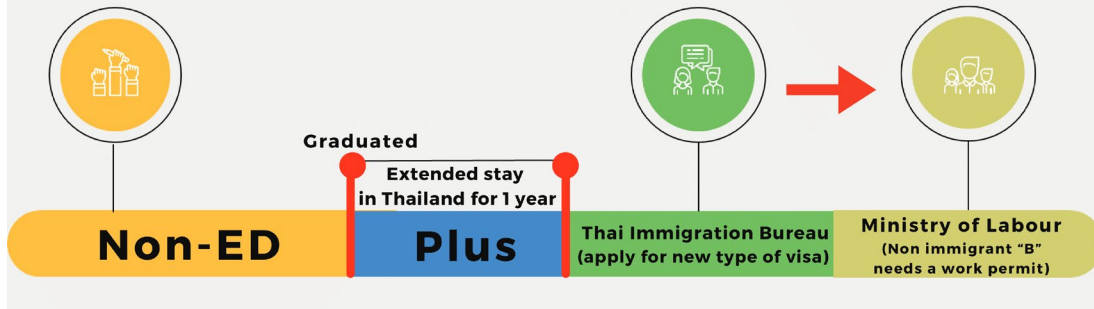 Graduated
Extended stay
in Thailand for 1 year
Non-ED
Plus
Thai Immigration Bureau
(apply for new type of visa)
Ministry of Labour
(Non immigrant “B”
needs a work permit)